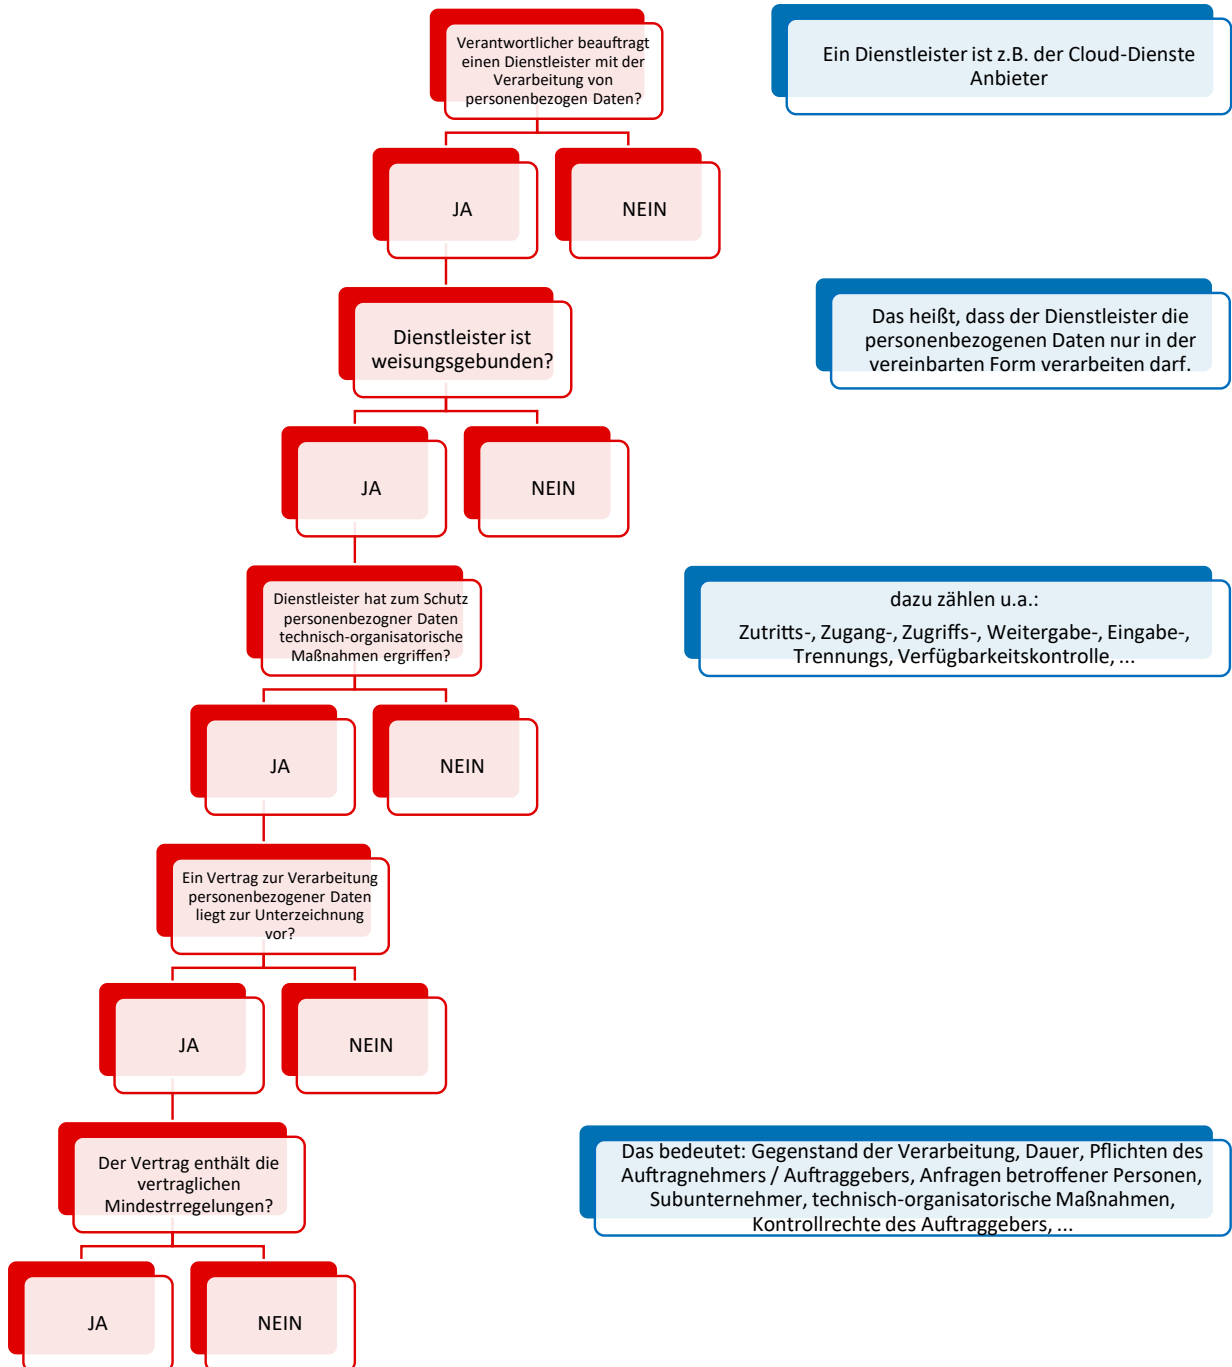 Verantwortlicher beauftragt
einen Dienstleister mit der
Verarbeitung von
personenbezogen Daten?
Ein Dienstleister ist z.B. der Cloud-Dienste
Anbieter
JA
NEIN
Dienstleister ist
weisungsgebunden?
Das heißt, dass der Dienstleister die
personenbezogenen Daten nur in der
vereinbarten Form verarbeiten darf.
JA
NEIN
Dienstleister hat zum Schutz
personenbezogner Daten
technisch-organisatorische
Maßnahmen ergriffen?
dazu zählen u.a.:
Zutritts-, Zugang-, Zugriffs-, Weitergabe-, Eingabe-,
Trennungs, Verfügbarkeitskontrolle, ...
JA
NEIN
Ein Vertrag zur Verarbeitung
personenbezogener Daten
liegt zur Unterzeichnung
vor?
JA
NEIN
Der Vertrag enthält die
vertraglichen
Mindestrregelungen?
Das bedeutet: Gegenstand der Verarbeitung, Dauer, Pflichten des
Auftragnehmers / Auftraggebers, Anfragen betroffener Personen,
Subunternehmer, technisch-organisatorische Maßnahmen,
Kontrollrechte des Auftraggebers, ...
JA
NEIN